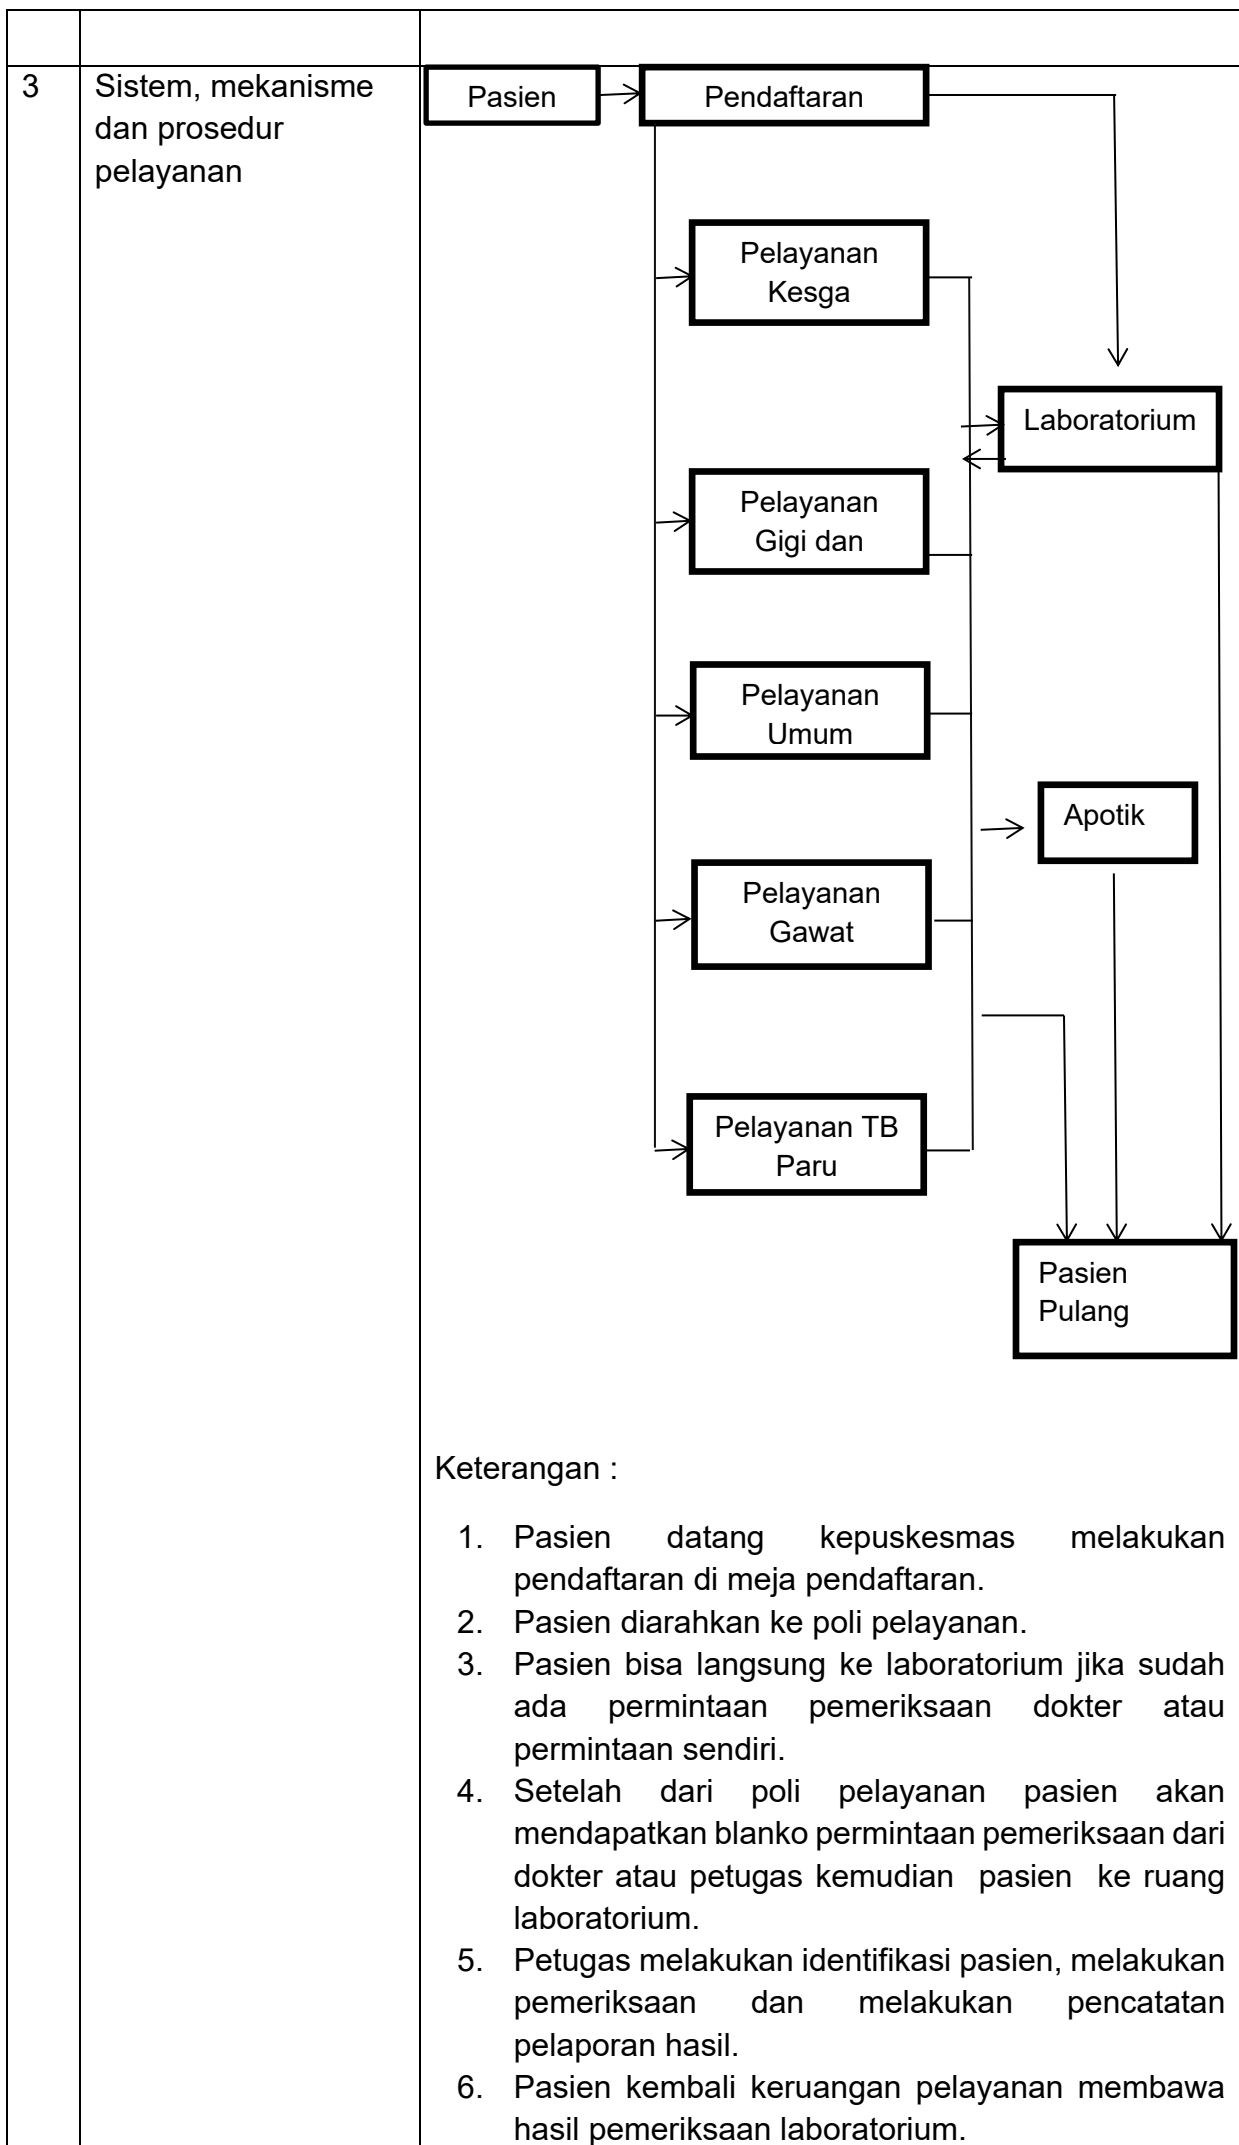 3
Sistem, mekanisme
dan prosedur
pelayanan
Pasien
Pendaftaran
Pelayanan
Kesga
Laboratorium
Pelayanan
Gigi dan
Pelayanan
Umum
Apotik
Pelayanan
Gawat
Pelayanan TB
Paru
Pasien
Pulang
Keterangan :
1. Pasien datang kepuskesmas melakukan
pendaftaran di meja pendaftaran.
2. Pasien diarahkan ke poli pelayanan.
3. Pasien bisa langsung ke laboratorium jika sudah
ada permintaan pemeriksaan dokter atau
permintaan sendiri.
4. Setelah dari poli pelayanan pasien akan
mendapatkan blanko permintaan pemeriksaan dari
dokter atau petugas kemudian pasien ke ruang
laboratorium.
5. Petugas melakukan identifikasi pasien, melakukan
pemeriksaan dan melakukan pencatatan
pelaporan hasil.
6. Pasien kembali keruangan pelayanan membawa
hasil pemeriksaan laboratorium.